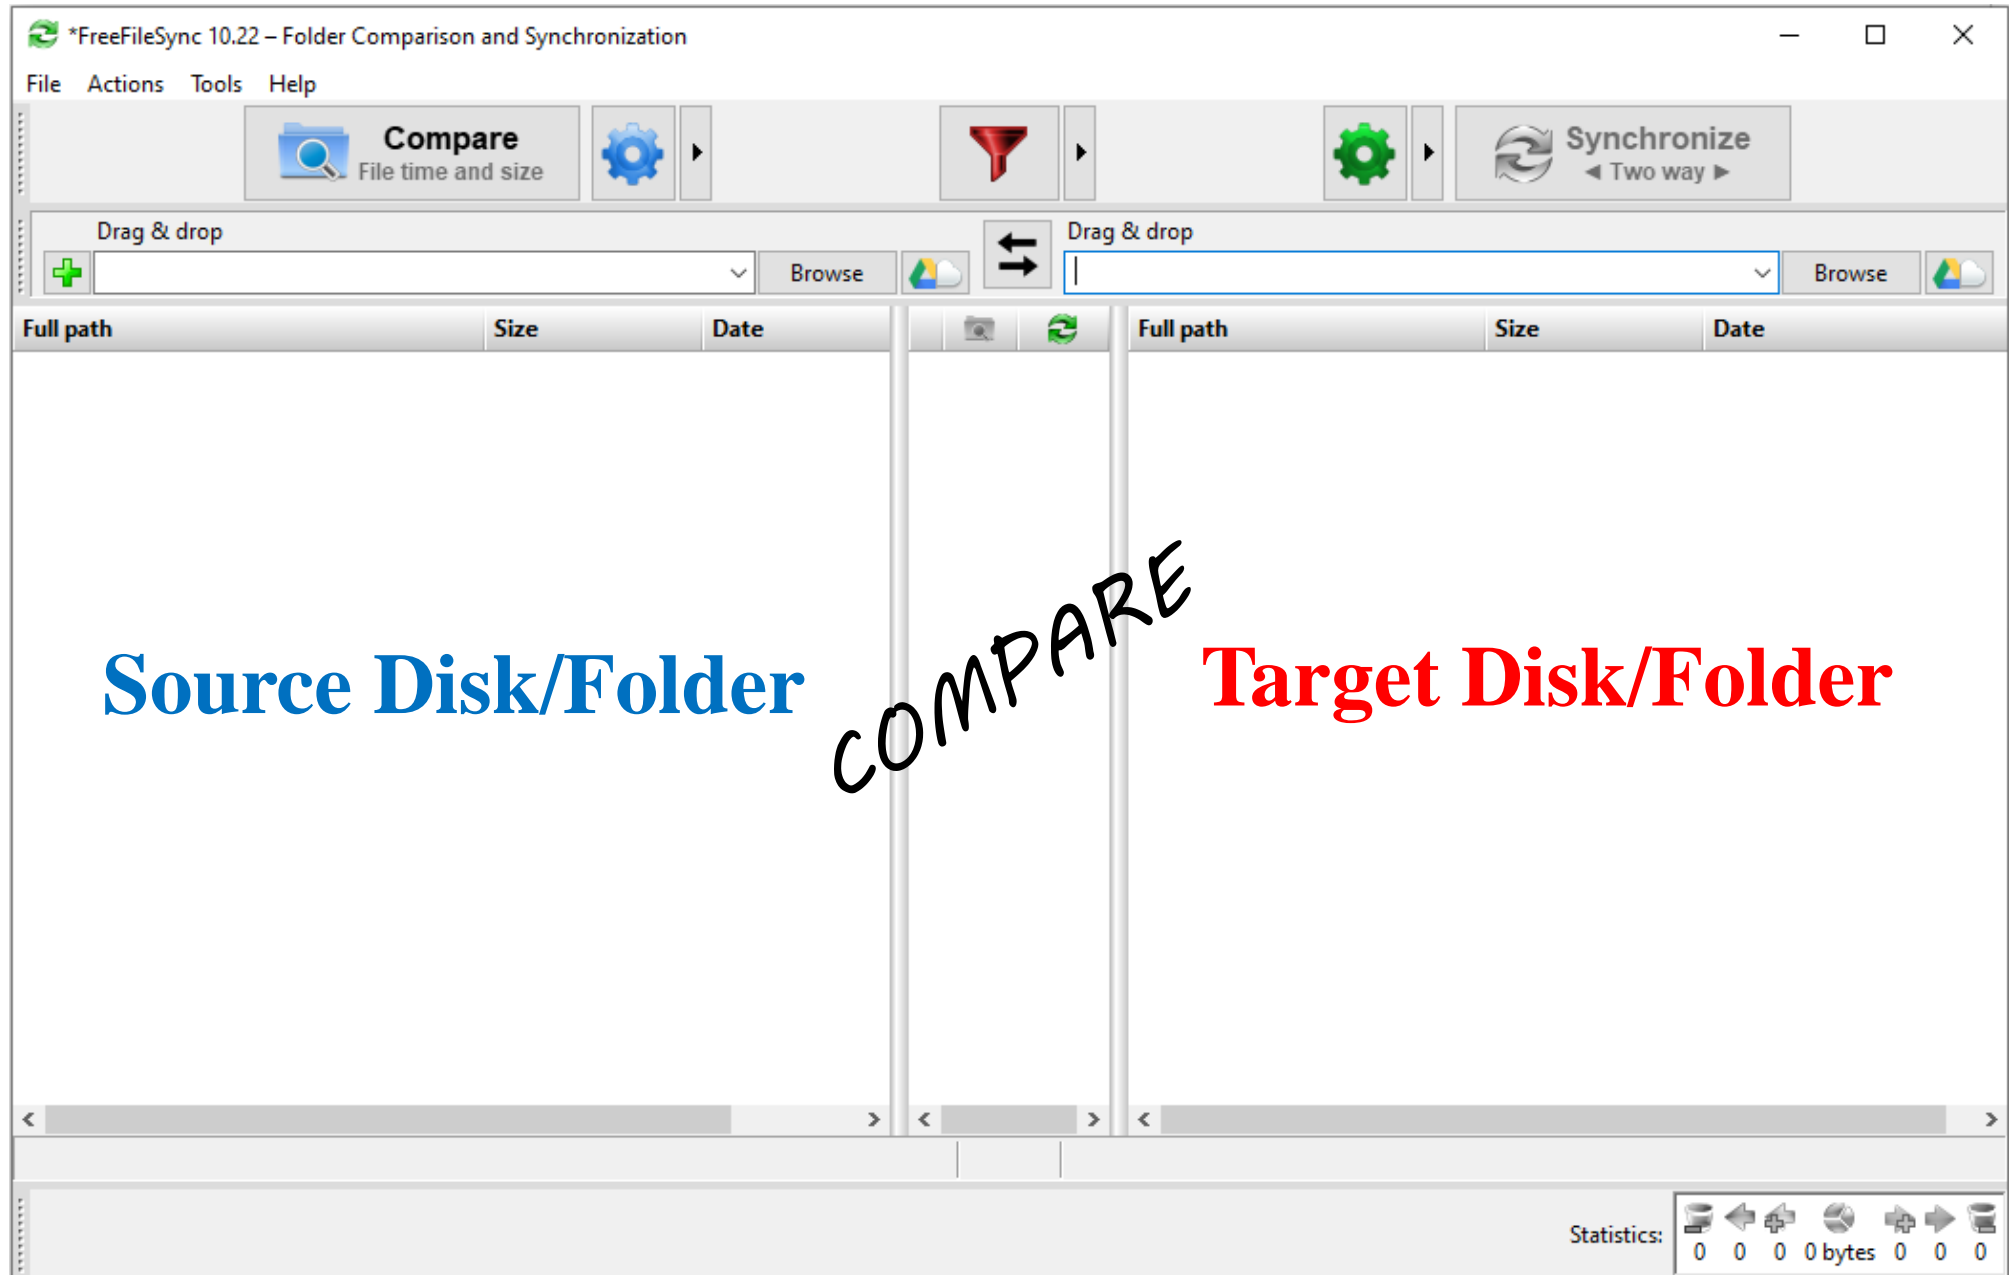 *FreeFileSync 10.22 – Folder Comparison and Synchronization
File Actions Tools Help
Compare
File time and size
Synchronize
◄ Two way ►
Drag & drop
Browse
Drag & drop
Browse
Full path Size Date
Full path Size Date
Source Disk/Folder
COMPARE
Target Disk/Folder
Statistics:
0 0 0 0 bytes 0 0 0